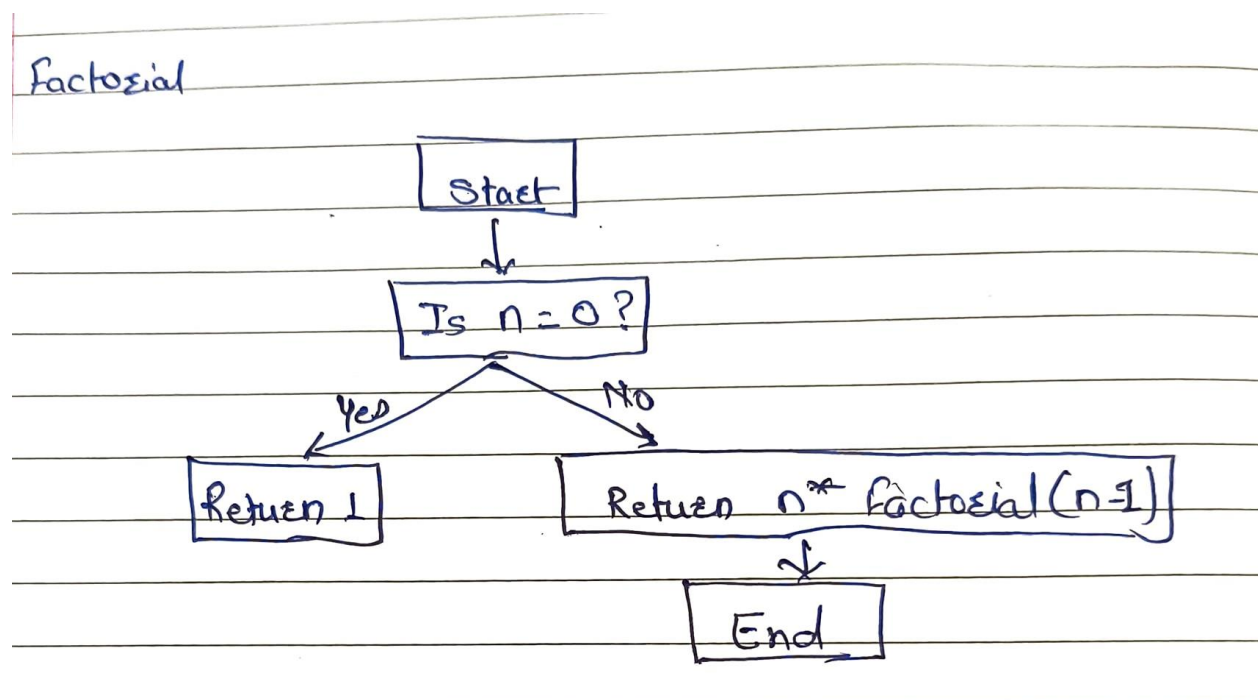 Factorial
Start
Is n = 0 ?
Yes
No
Return 1
Return n* factorial (n-1)
End